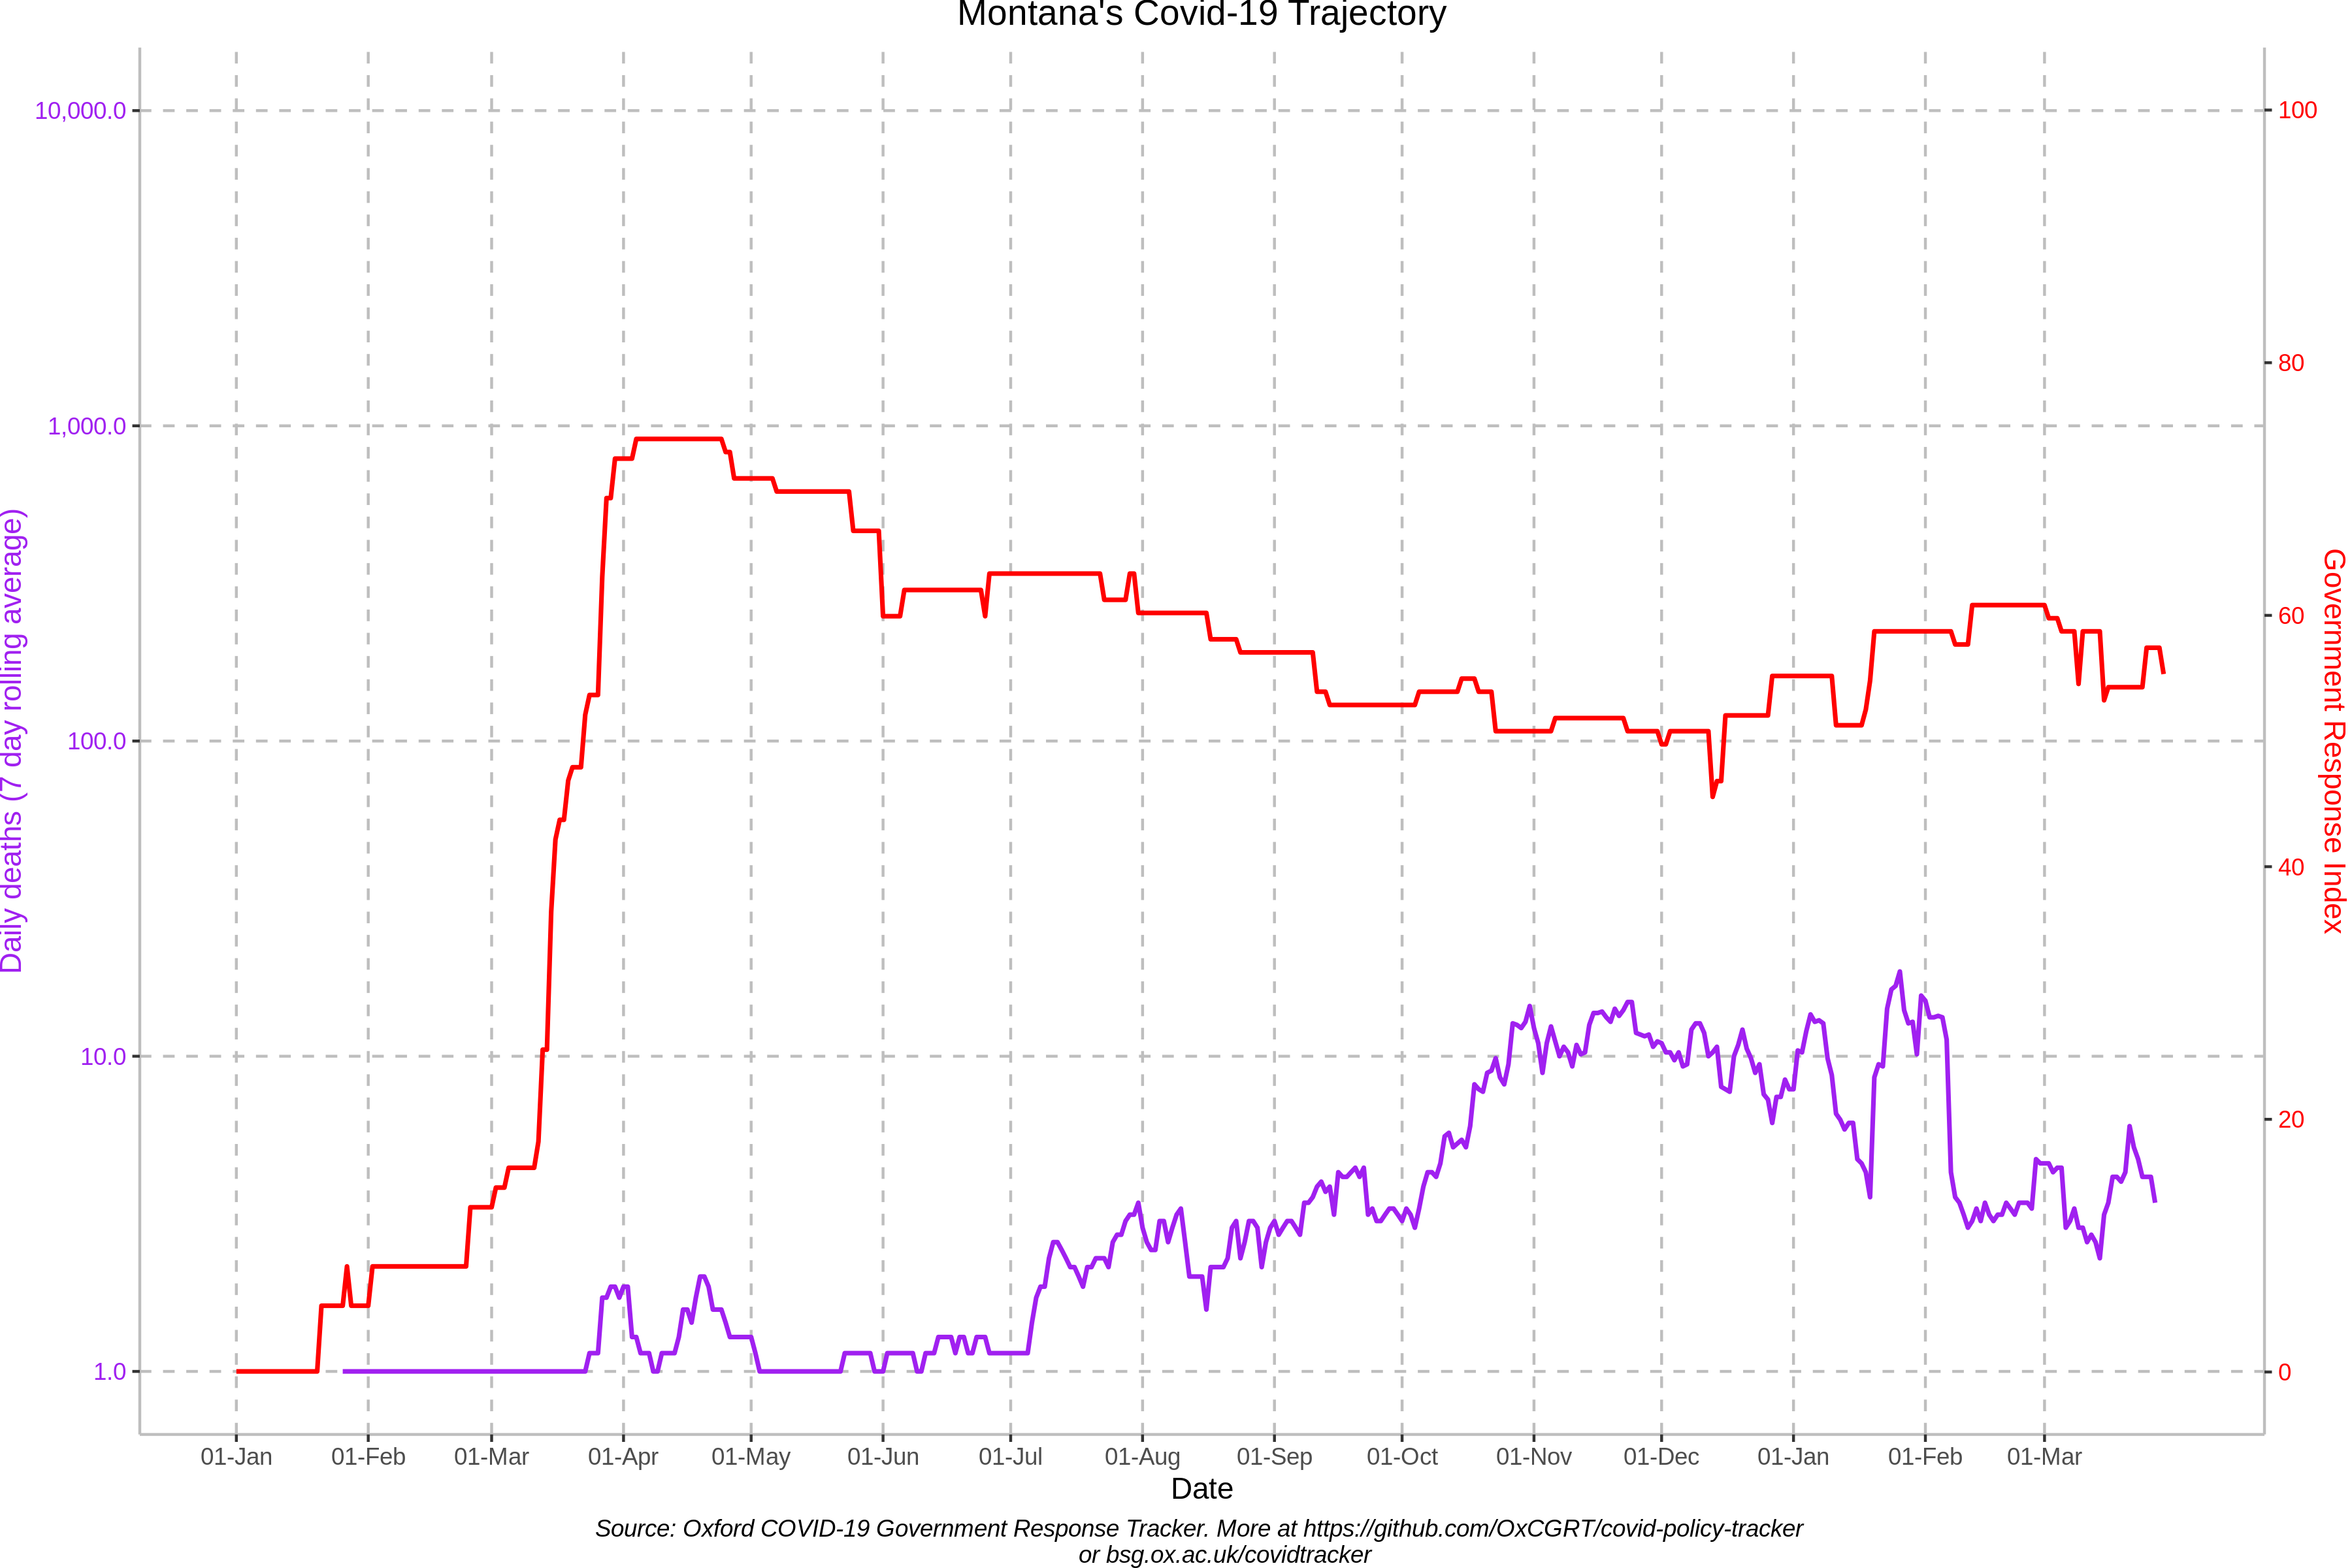 Montana's Covid-19 Trajectory
10,000.0
1,000.0
100.0
10.0
1.0
Daily deaths (7 day rolling average)
100
80
60
40
20
0
Government Response Index
01-Jan 01-Feb 01-Mar 01-Apr 01-May 01-Jun 01-Jul 01-Aug 01-Sep 01-Oct 01-Nov 01-Dec 01-Jan 01-Feb 01-Mar
Date
Source: Oxford COVID-19 Government Response Tracker. More at https://github.com/OxCGRT/covid-policy-tracker
or bsg.ox.ac.uk/covidtracker